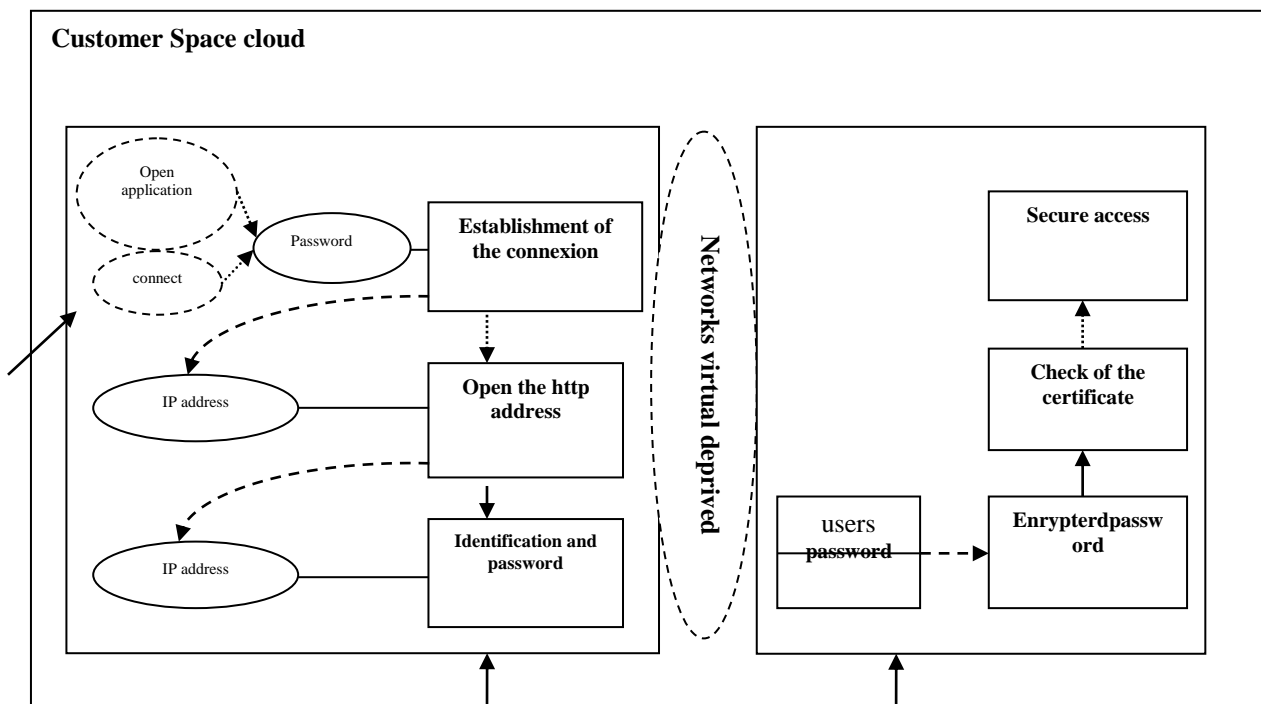 Customer Space cloud
Open
application
connect
Password
Establishment of
the connexion
IP address
Open the http
address
IP address
Identification and
password
Networks virtual deprived
Secure access
Check of the
certificate
users
password
Enrypterdpassw
ord